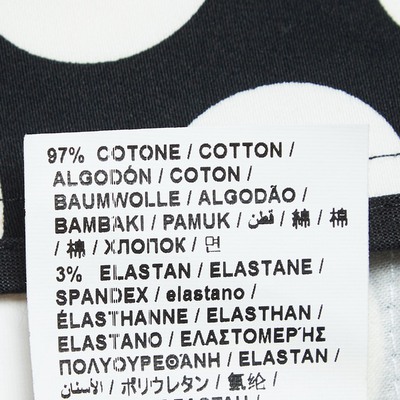 97% COTONE / COTTON /
ALGODÓN / COTON /
BAUMWOLLE / ALGODÃO /
BAMBAKI / PAMUK / قطن / 綿 / 棉
/ 棉 / ХЛОПОК / 면
3% ELASTAN / ELASTANE /
SPANDEX / elastano /
ÉLASTHANNE / ELASTHAN /
ELASTANO / ΕΛΑΣΤΟΜΕΡΉΣ
ΠΟΛΥΟΥΡΕΘΆΝΗ / ELASTAN /
الأستان / ポリウレタン / 氨纶 /